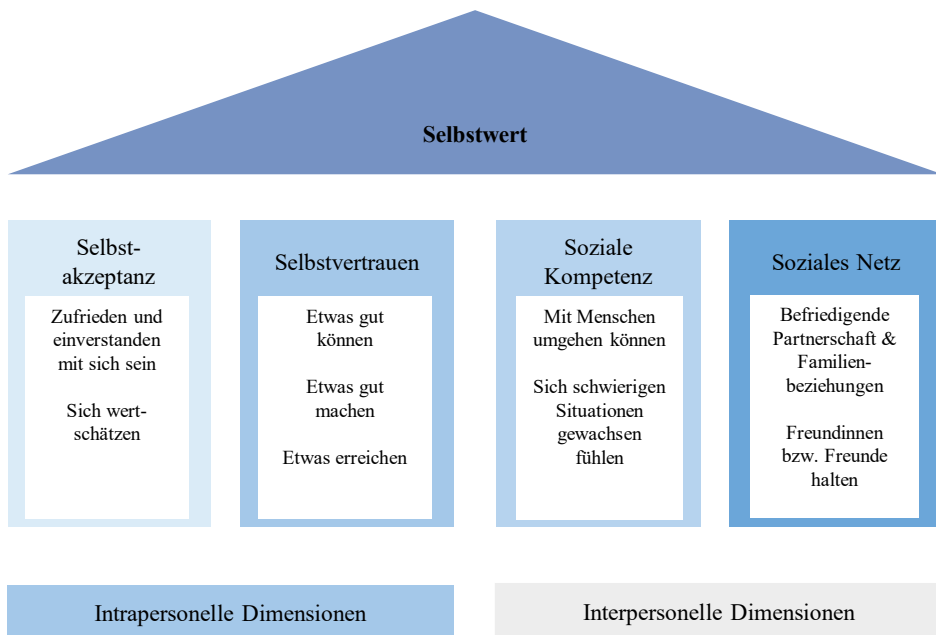 Selbstwert
Selbst-
akzeptanz
Zufrieden und
einverstanden
mit sich sein
Sich wert-
schätzen
Selbstvertrauen
Etwas gut
können
Etwas gut
machen
Etwas erreichen
Soziale
Kompetenz
Mit Menschen
umgehen können
Sich schwierigen
Situationen
gewachsen
fühlen
Soziales Netz
Befriedigende
Partnerschaft &
Familien-
beziehungen
Freundinnen
bzw. Freunde
halten
Intrapersonelle Dimensionen
Interpersonelle Dimensionen